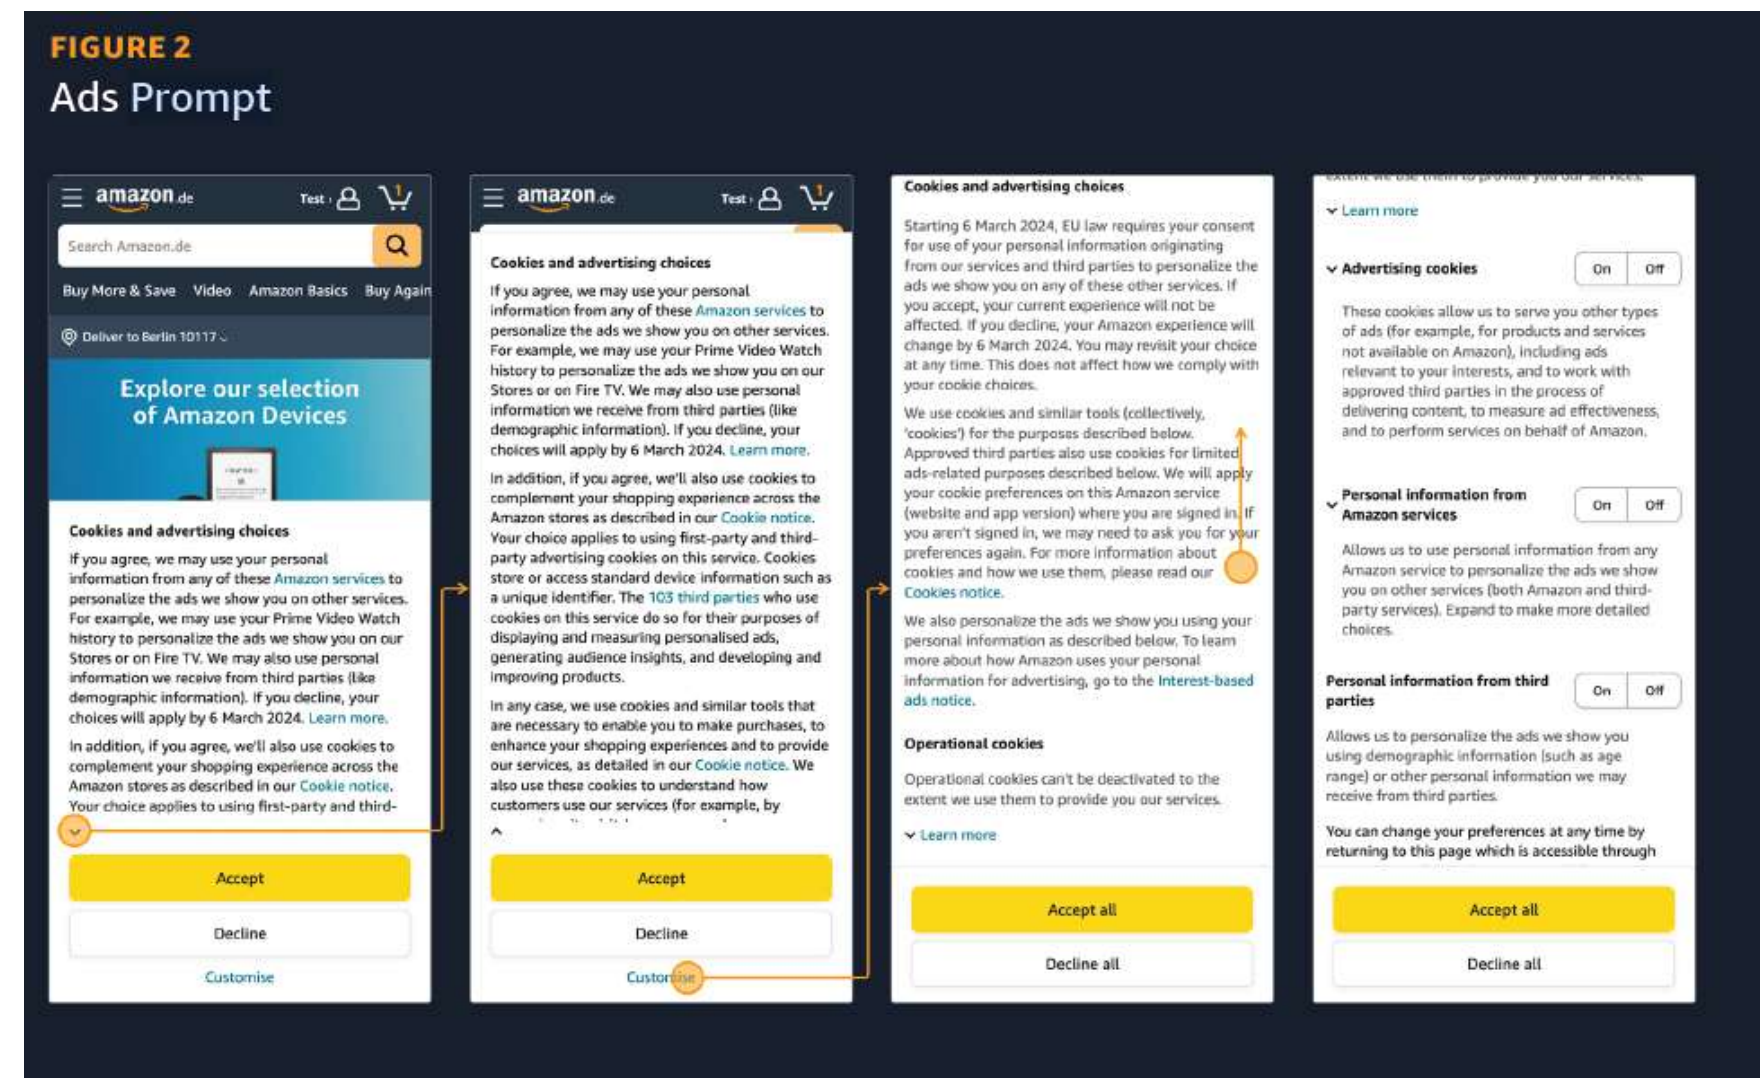 FIGURE 2
Ads Prompt
amazon.de
Test ›
1
Search Amazon.de
Buy More & Save Video Amazon Basics Buy Again
Deliver to Berlin 10117
Explore our selection
of Amazon Devices
Cookies and advertising choices
If you agree, we may use your personal
information from any of these Amazon services to
personalize the ads we show you on other services.
For example, we may use your Prime Video Watch
history to personalize the ads we show you on our
Stores or on Fire TV. We may also use personal
information we receive from third parties (like
demographic information). If you decline, your
choices will apply by 6 March 2024. Learn more.
In addition, if you agree, we'll also use cookies to
complement your shopping experience across the
Amazon stores as described in our Cookie notice.
Your choice applies to using first-party and third-
Accept
Decline
Customise
amazon.de
Test ›
1
Cookies and advertising choices
If you agree, we may use your personal
information from any of these Amazon services to
personalize the ads we show you on other services.
For example, we may use your Prime Video Watch
history to personalize the ads we show you on our
Stores or on Fire TV. We may also use personal
information we receive from third parties (like
demographic information). If you decline, your
choices will apply by 6 March 2024. Learn more.
In addition, if you agree, we'll also use cookies to
complement your shopping experience across the
Amazon stores as described in our Cookie notice.
Your choice applies to using first-party and third-
party advertising cookies on this service. Cookies
store or access standard device information such as
a unique identifier. The 103 third parties who use
cookies on this service do so for their purposes of
displaying and measuring personalised ads,
generating audience insights, and developing and
improving products.
In any case, we use cookies and similar tools that
are necessary to enable you to make purchases, to
enhance your shopping experiences and to provide
our services, as detailed in our Cookie notice. We
also use these cookies to understand how
customers use our services (for example, by
Accept
Decline
Customise
Cookies and advertising choices
Starting 6 March 2024, EU law requires your consent
for use of your personal information originating
from our services and third parties to personalize the
ads we show you on any of these other services. If
you accept, your current experience will not be
affected. If you decline, your Amazon experience will
change by 6 March 2024. You may revisit your choice
at any time. This does not affect how we comply with
your cookie choices.
We use cookies and similar tools (collectively,
'cookies') for the purposes described below.
Approved third parties also use cookies for limited
ads-related purposes described below. We will apply
your cookie preferences on this Amazon service
(website and app version) where you are signed in. If
you aren't signed in, we may need to ask you for your
preferences again. For more information about
cookies and how we use them, please read our
Cookies notice.
We also personalize the ads we show you using your
personal information as described below. To learn
more about how Amazon uses your personal
information for advertising, go to the Interest-based
ads notice.
Operational cookies
Operational cookies can't be deactivated to the
extent we use them to provide you our services.
Learn more
Accept all
Decline all
extent we use them to provide you our services.
Learn more
Advertising cookies
On Off
These cookies allow us to serve you other types
of ads (for example, for products and services
not available on Amazon), including ads
relevant to your interests, and to work with
approved third parties in the process of
delivering content, to measure ad effectiveness,
and to perform services on behalf of Amazon.
Personal information from
Amazon services
On Off
Allows us to use personal information from any
Amazon service to personalize the ads we show
you on other services (both Amazon and third-
party services). Expand to make more detailed
choices.
Personal information from third
parties
On Off
Allows us to personalize the ads we show you
using demographic information (such as age
range) or other personal information we may
receive from third parties.
You can change your preferences at any time by
returning to this page which is accessible through
Accept all
Decline all